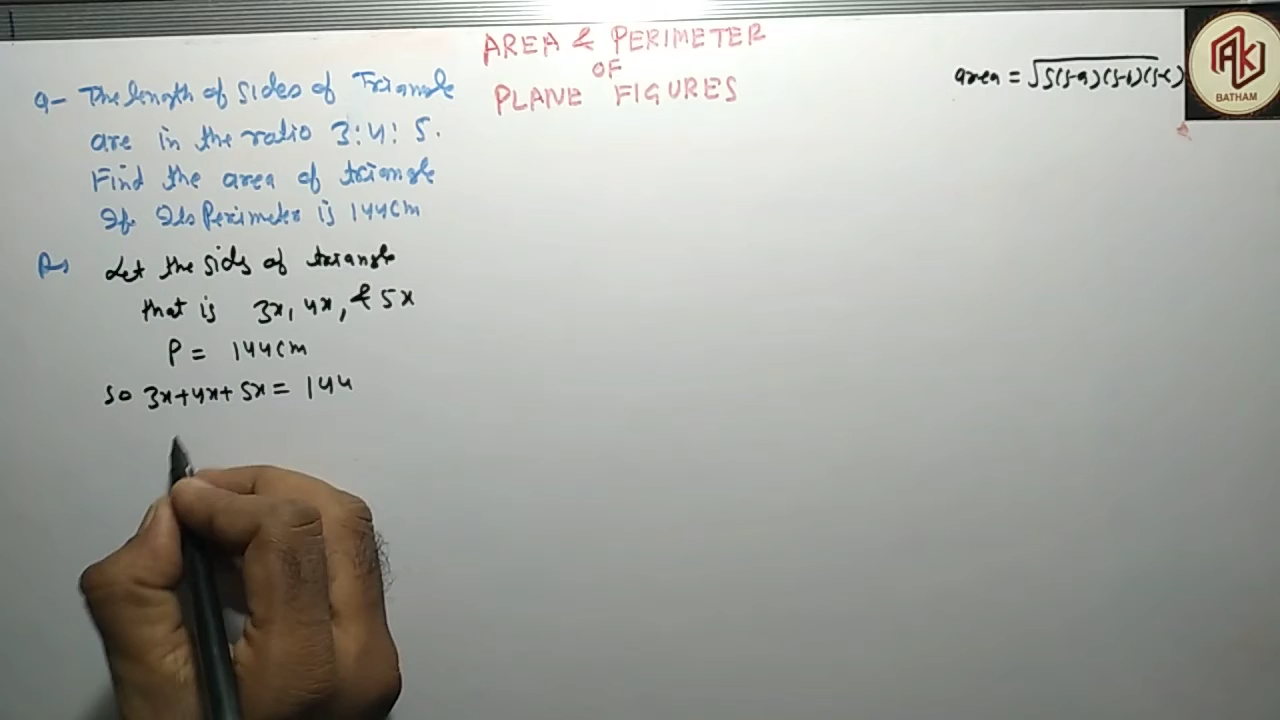 AREA & PERIMETER
OF
PLANE FIGURES
area = √S(S-a)(S-b)(S-c)
AK
BATHAM
Q- The length of sides of Triangle
are in the ratio 3:4:5.
Find the area of triangle
If Its Perimeter is 144cm
Ans Let the sids of triangle
that is 3x, 4x, & 5x
P = 144cm
So 3x+4x+5x = 144